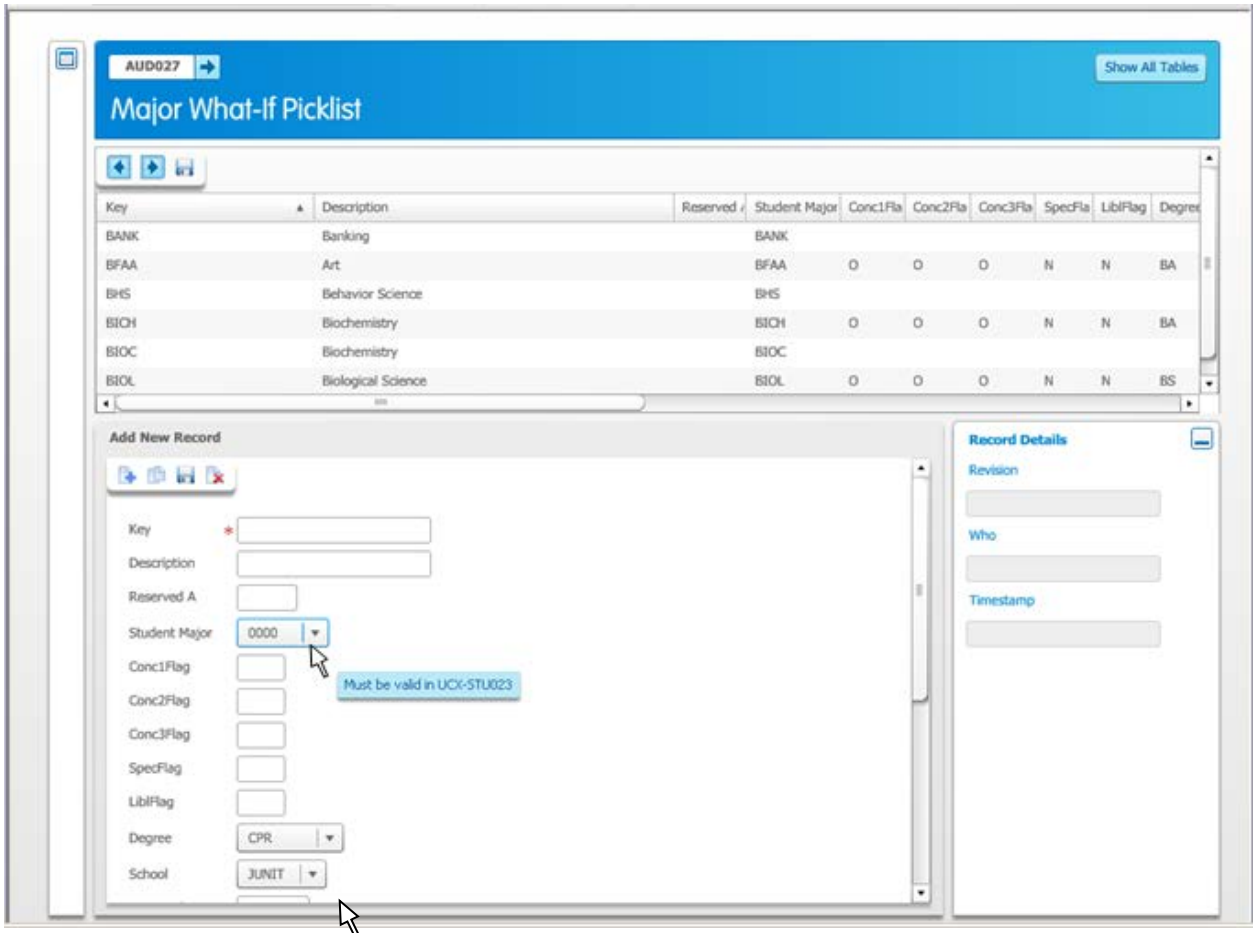 AUD027
Show All Tables
Major What-If Picklist
Key Description Reserved Student Major Conc1Fla Conc2Fla Conc3Fla SpecFla LiblFlag Degree
BANK Banking BANK
BFAA Art BFAA O O O N N BA
BHS Behavior Science BHS
BICH Biochemistry BICH O O O N N BA
BIOC Biochemistry BIOC
BIOL Biological Science BIOL O O O N N BS
Add New Record
Key *
Description
Reserved A
Student Major 0000
Must be valid in UCX-STU023
Conc1Flag
Conc2Flag
Conc3Flag
SpecFlag
LiblFlag
Degree CPR
School JUNIT
Record Details
Revision
Who
Timestamp